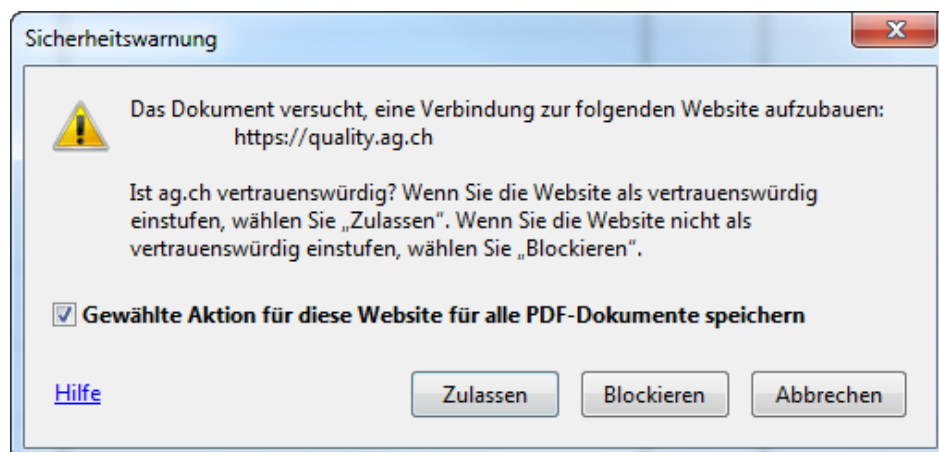 Sicherheitswarnung
Das Dokument versucht, eine Verbindung zur folgenden Website aufzubauen:
https://quality.ag.ch
Ist ag.ch vertrauenswürdig? Wenn Sie die Website als vertrauenswürdig
einstufen, wählen Sie „Zulassen“. Wenn Sie die Website nicht als
vertrauenswürdig einstufen, wählen Sie „Blockieren“.
Gewählte Aktion für diese Website für alle PDF-Dokumente speichern
Hilfe Zulassen Blockieren Abbrechen